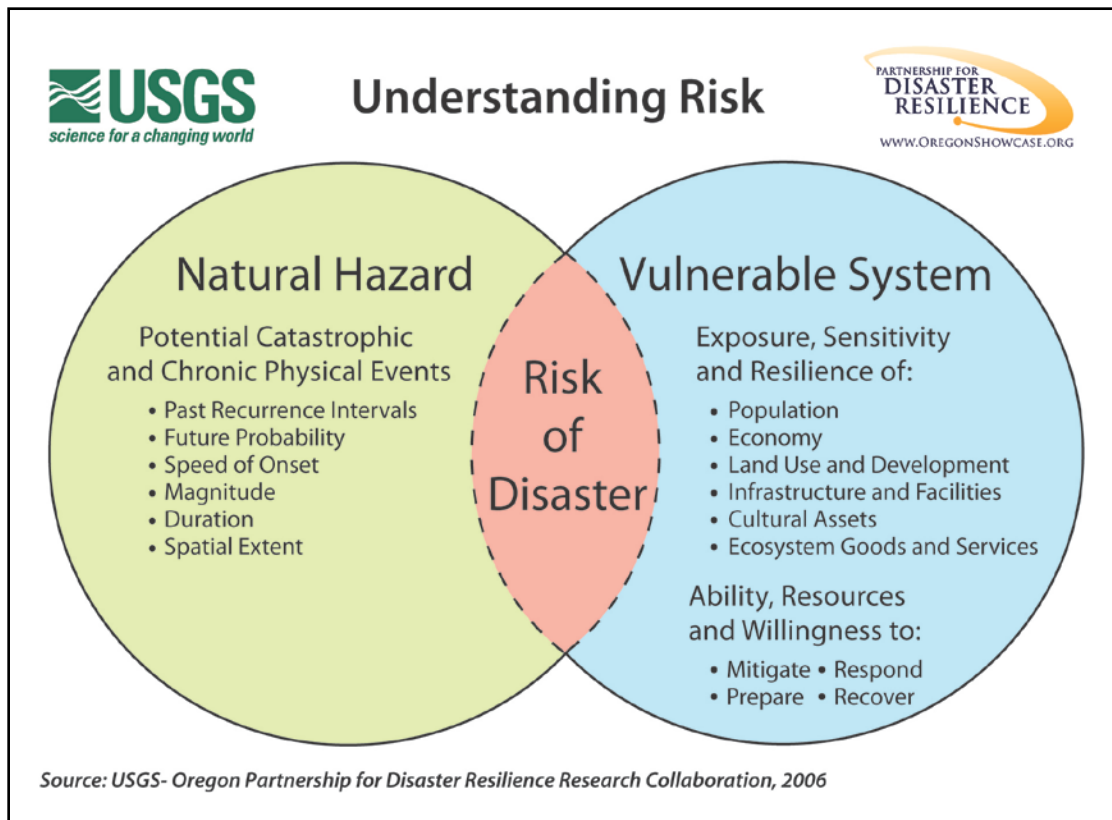 USGS
science for a changing world
Understanding Risk
PARTNERSHIP FOR
DISASTER
RESILIENCE
WWW.OREGONSHOWCASE.ORG
Natural Hazard
Potential Catastrophic
and Chronic Physical Events
• Past Recurrence Intervals
• Future Probability
• Speed of Onset
• Magnitude
• Duration
• Spatial Extent
Risk
of
Disaster
Vulnerable System
Exposure, Sensitivity
and Resilience of:
• Population
• Economy
• Land Use and Development
• Infrastructure and Facilities
• Cultural Assets
• Ecosystem Goods and Services
Ability, Resources
and Willingness to:
• Mitigate • Respond
• Prepare • Recover
Source: USGS- Oregon Partnership for Disaster Resilience Research Collaboration, 2006